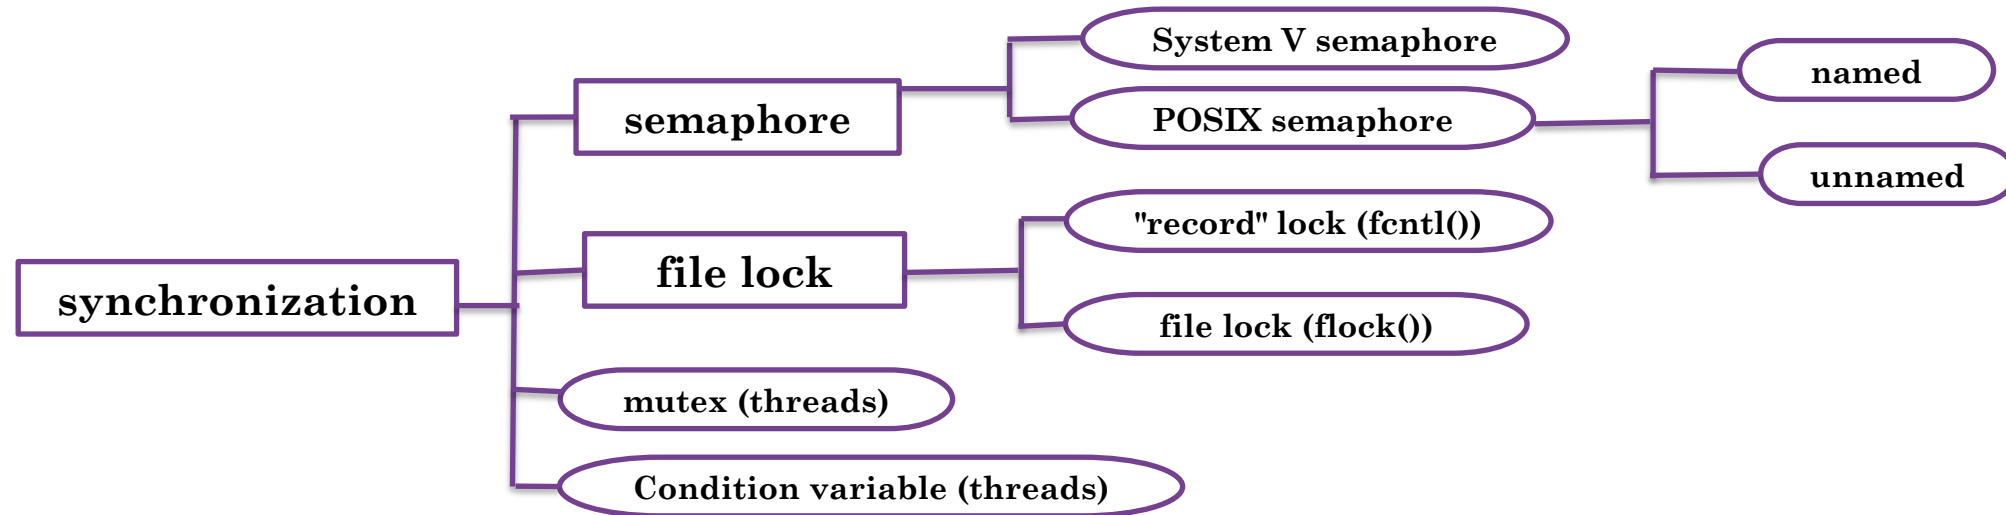 System V semaphore
named
semaphore
POSIX semaphore
unnamed
"record" lock (fcntl())
file lock
synchronization
file lock (flock())
mutex (threads)
Condition variable (threads)